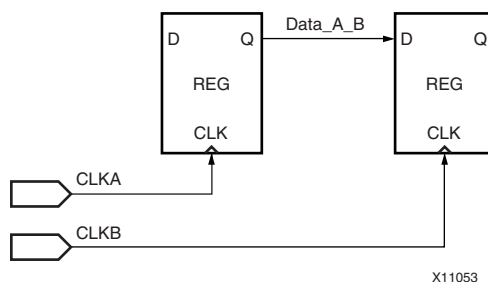 Data_A_B
D Q D Q
REG REG
CLK CLK
CLKA
CLKB
X11053